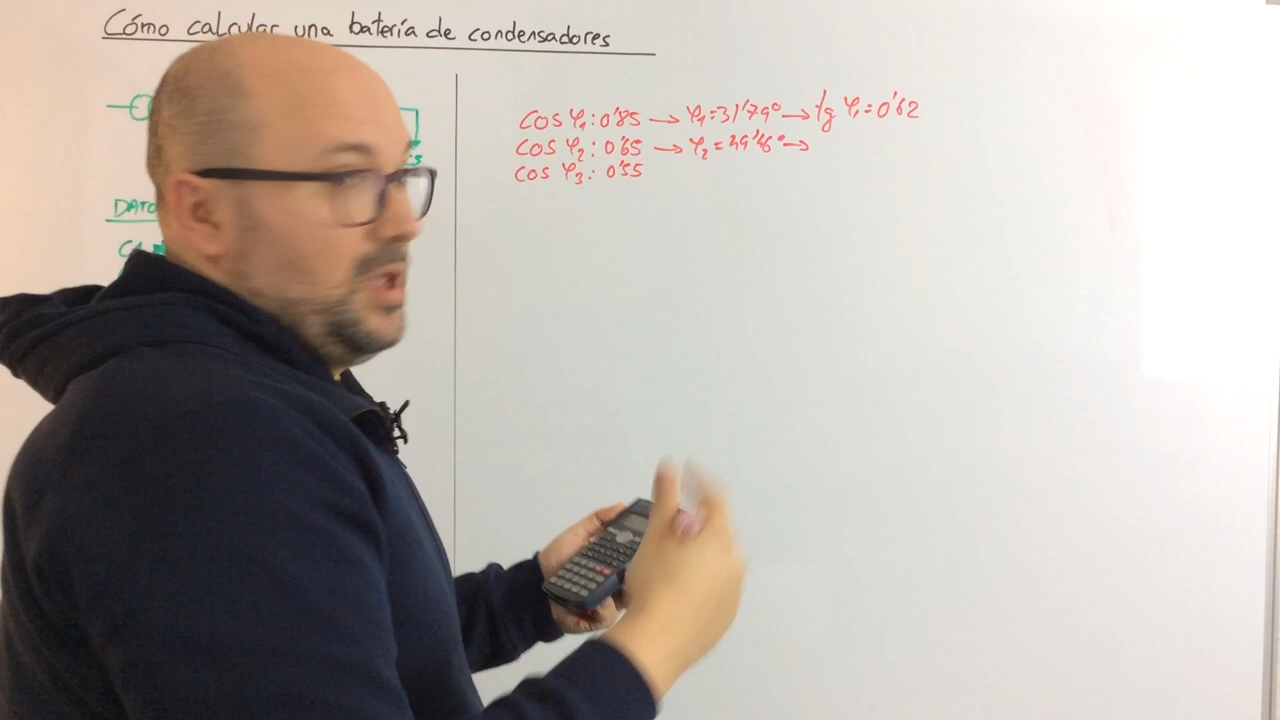 Cómo calcular una batería de condensadores
cos φ₁: 0'85 → φ₁=31'79° → tg φ₁=0'62
cos φ₂: 0'65 → φ₂=49'46° →
cos φ₃: 0'55